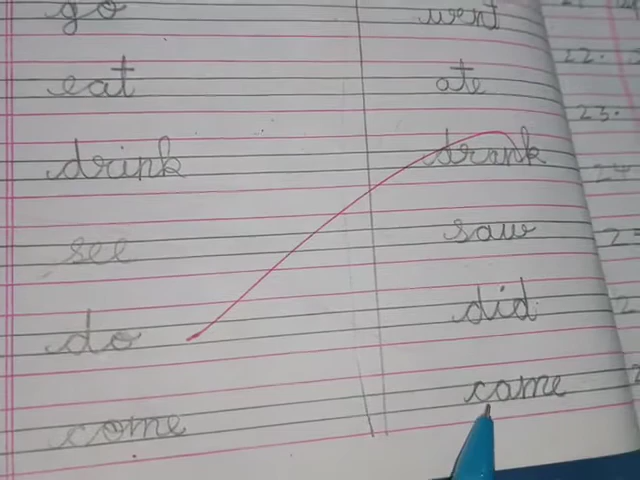 go went
eat ate
drink drank
see saw
do did
come came
22.
23.